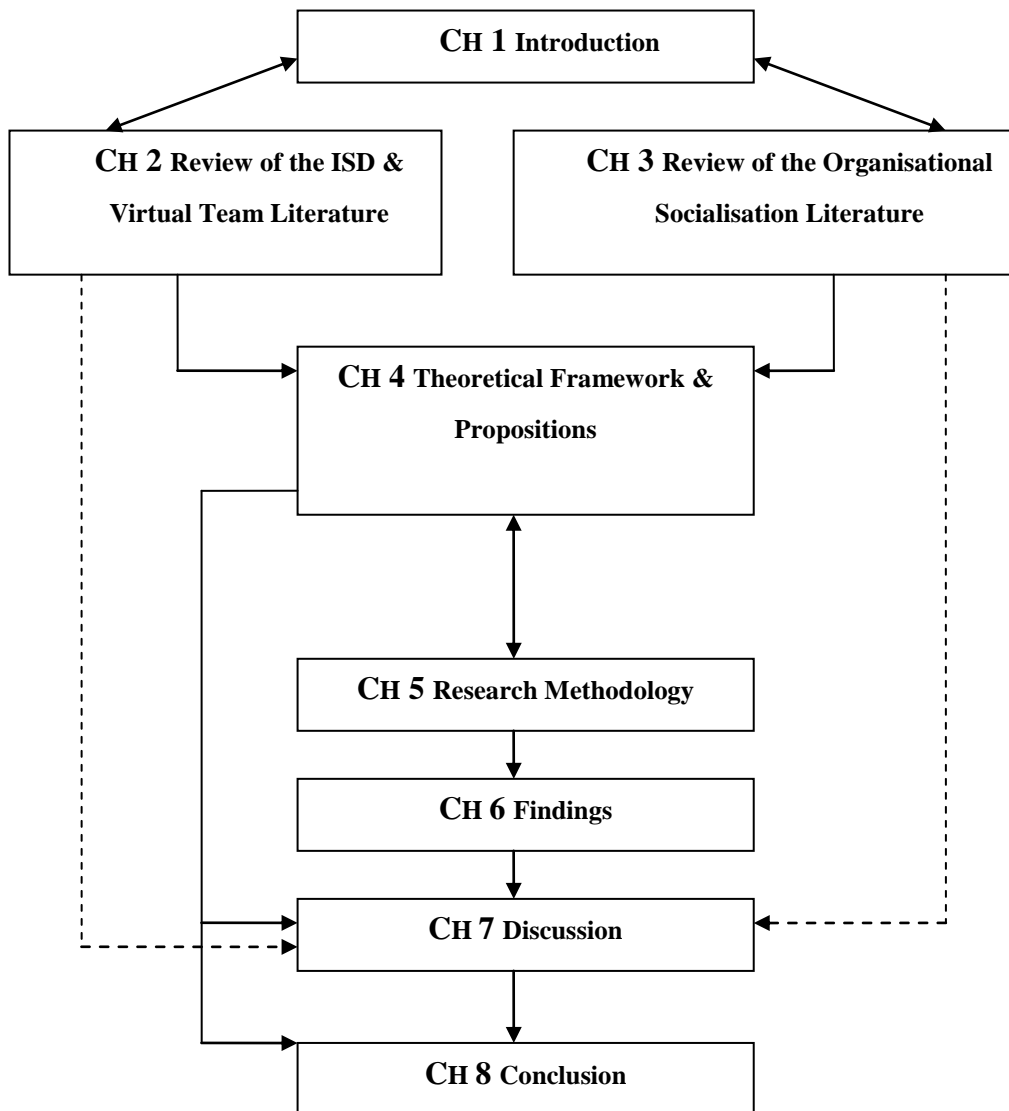 CH 1 Introduction
CH 2 Review of the ISD &
Virtual Team Literature
CH 3 Review of the Organisational
Socialisation Literature
CH 4 Theoretical Framework &
Propositions
CH 5 Research Methodology
CH 6 Findings
CH 7 Discussion
CH 8 Conclusion